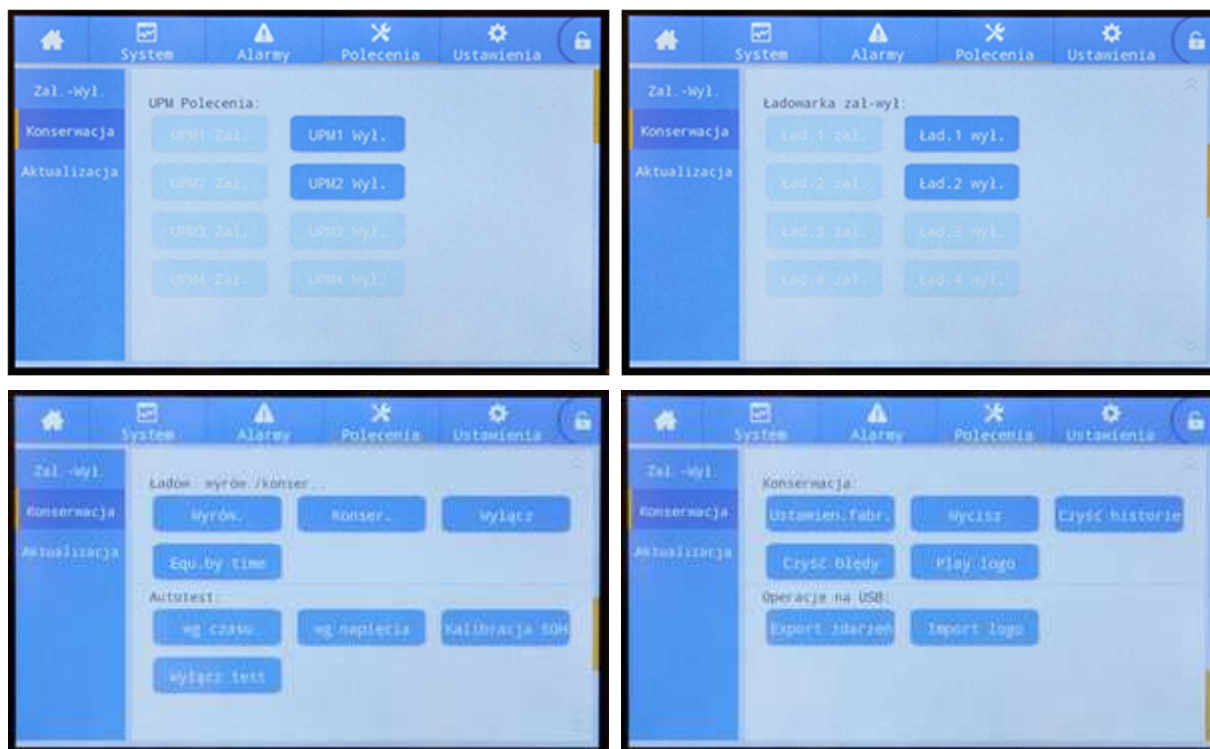 System Alarmy Polecenia Ustawienia
Zał.-Wył.
Konserwacja
Aktualizacja
UPM Polecenia:
UPM1 Zał. UPM1 Wył.
UPM2 Zał. UPM2 Wył.
UPM3 Zał. UPM3 Wył.
UPM4 Zał. UPM4 Wył.
System Alarmy Polecenia Ustawienia
Zał.-Wył.
Konserwacja
Aktualizacja
Ładowarka zał-wył:
Ład.1 zał. Ład.1 wył.
Ład.2 zał. Ład.2 wył.
Ład.3 zał. Ład.3 wył.
Ład.4 zał. Ład.4 wył.
System Alarmy Polecenia Ustawienia
Zał.-Wył.
Konserwacja
Aktualizacja
Ładow. wyrów./konser..
Wyrów. Konser. Wyłącz
Equ.by time
Autotest:
wg czasu wg napięcia Kalibracja SOH
Wyłącz test
System Alarmy Polecenia Ustawienia
Zał.-Wył.
Konserwacja
Aktualizacja
Konserwacja:
Ustawien.fabr. Wycisz Czyść historie
Czyść błędy Play logo
Operacje na USB:
Export zdarzeń Import logo